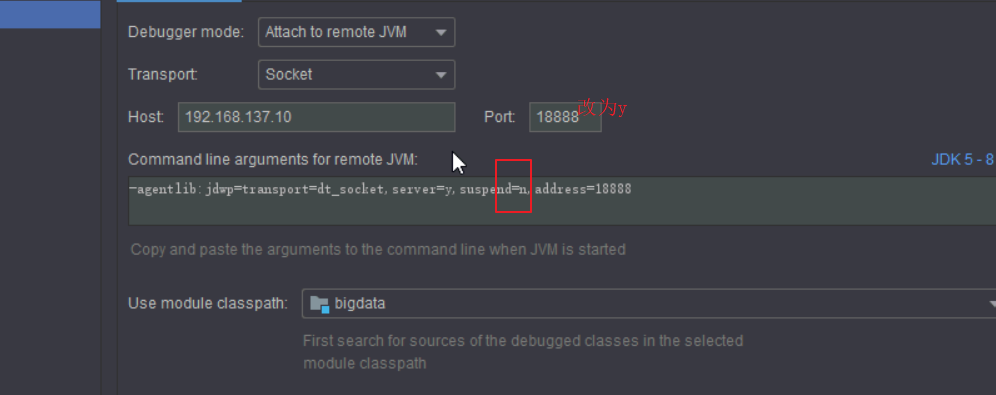 Debugger mode: Attach to remote JVM
Transport: Socket
Host: 192.168.137.10 Port: 18888 改为y
Command line arguments for remote JVM: JDK 5 - 8
-agentlib:jdwp=transport=dt_socket,server=y,suspend=n,address=18888
Copy and paste the arguments to the command line when JVM is started
Use module classpath: bigdata
First search for sources of the debugged classes in the selected
module classpath